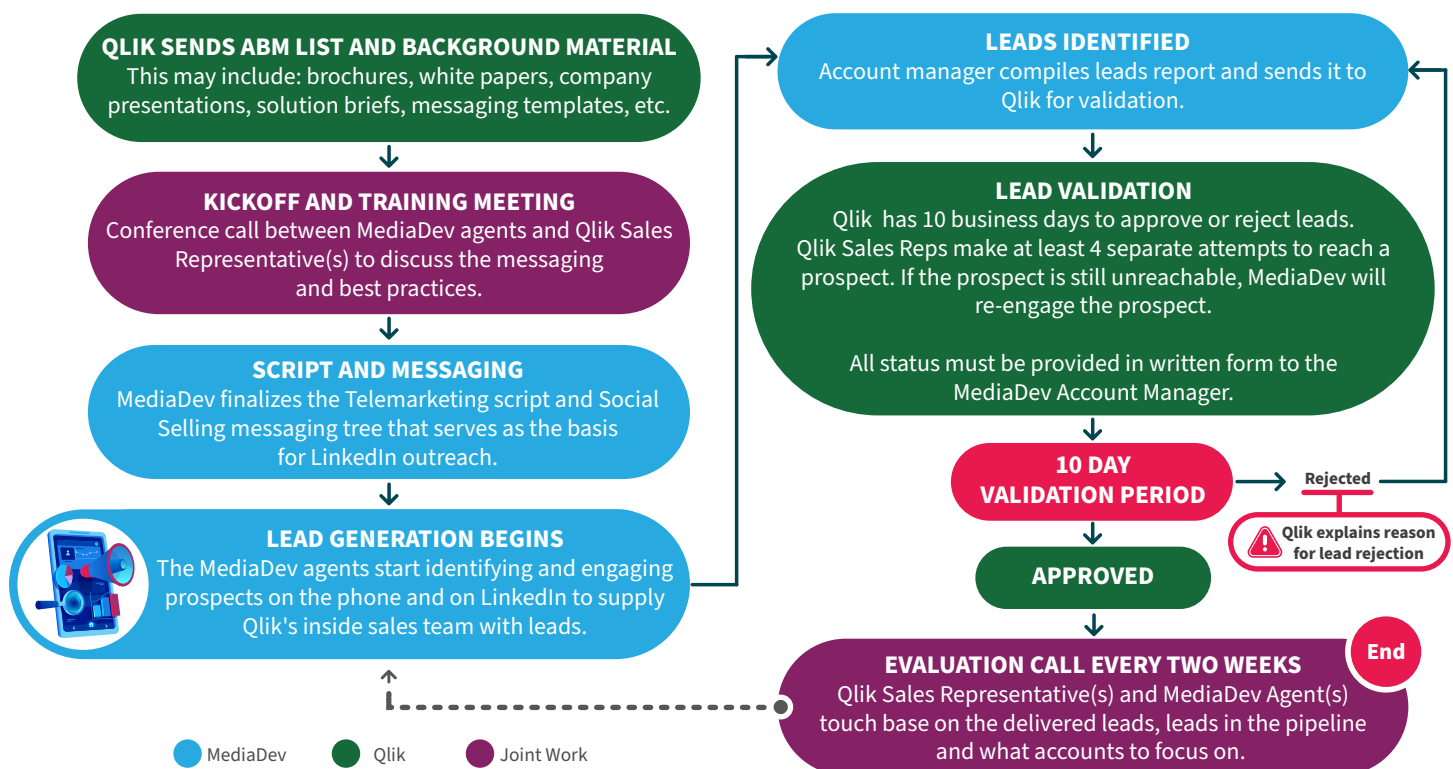 QLIK SENDS ABM LIST AND BACKGROUND MATERIAL
This may include: brochures, white papers, company
presentations, solution briefs, messaging templates, etc.
KICKOFF AND TRAINING MEETING
Conference call between MediaDev agents and Qlik Sales
Representative(s) to discuss the messaging
and best practices.
SCRIPT AND MESSAGING
MediaDev finalizes the Telemarketing script and Social
Selling messaging tree that serves as the basis
for LinkedIn outreach.
LEAD GENERATION BEGINS
The MediaDev agents start identifying and engaging
prospects on the phone and on LinkedIn to supply
Qlik's inside sales team with leads.
LEADS IDENTIFIED
Account manager compiles leads report and sends it to
Qlik for validation.
LEAD VALIDATION
Qlik has 10 business days to approve or reject leads.
Qlik Sales Reps make at least 4 separate attempts to reach a
prospect. If the prospect is still unreachable, MediaDev will
re-engage the prospect.
All status must be provided in written form to the
MediaDev Account Manager.
10 DAY
VALIDATION PERIOD
Rejected
Qlik explains reason
for lead rejection
APPROVED
End
EVALUATION CALL EVERY TWO WEEKS
Qlik Sales Representative(s) and MediaDev Agent(s)
touch base on the delivered leads, leads in the pipeline
and what accounts to focus on.
MediaDev
Qlik
Joint Work